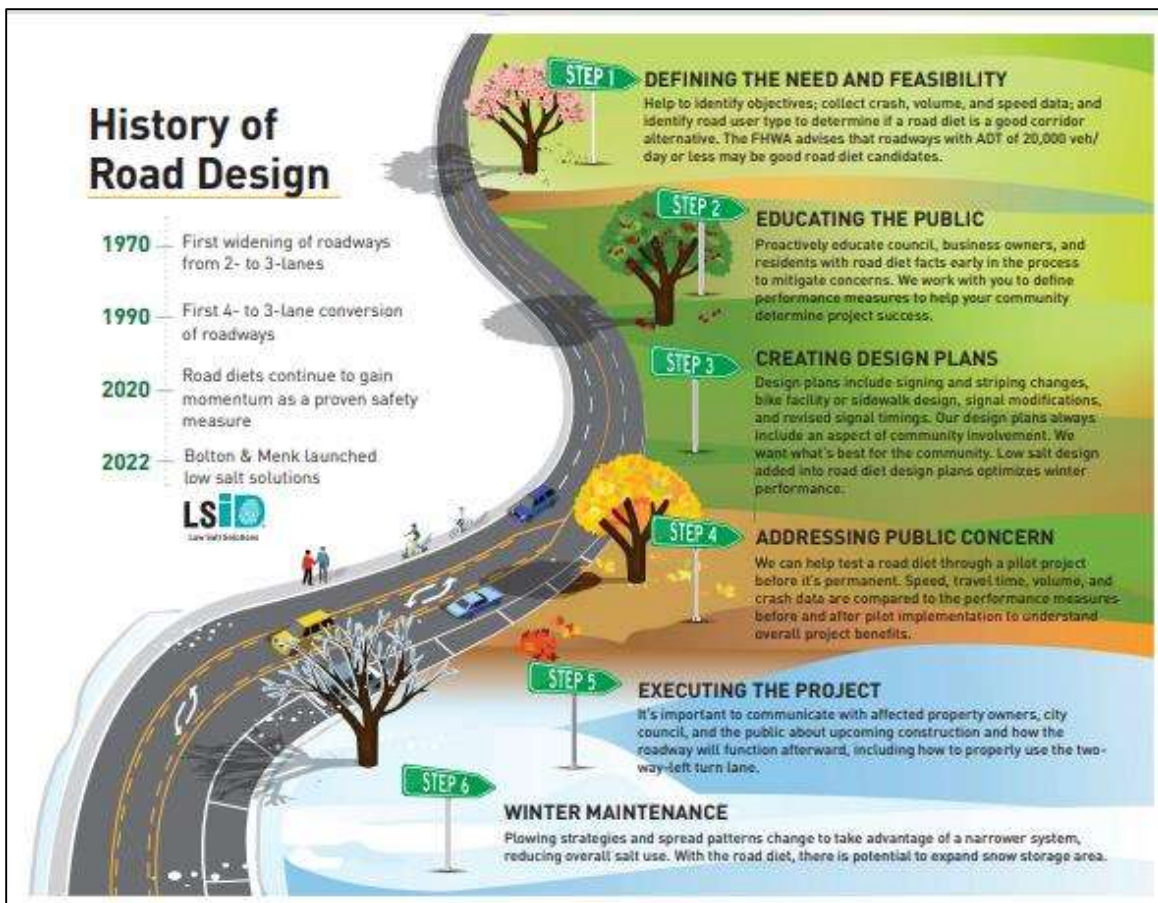 History of
Road Design
1970
First widening of roadways
from 2- to 3-lanes
1990
First 4- to 3-lane conversion
of roadways
2020
Road diets continue to gain
momentum as a proven safety
measure
2022
Bolton & Menk launched
low salt solutions
LSiD
Low Salt Solutions
STEP 1
DEFINING THE NEED AND FEASIBILITY
Help to identify objectives; collect crash, volume, and speed data; and
identify road user type to determine if a road diet is a good corridor
alternative. The FHWA advises that roadways with ADT of 20,000 veh/
day or less may be good road diet candidates.
STEP 2
EDUCATING THE PUBLIC
Proactively educate council, business owners, and
residents with road diet facts early in the process
to mitigate concerns. We work with you to define
performance measures to help your community
determine project success.
STEP 3
CREATING DESIGN PLANS
Design plans include signing and striping changes,
bike facility or sidewalk design, signal modifications,
and revised signal timings. Our design plans always
include an aspect of community involvement. We
want what's best for the community. Low salt design
added into road diet design plans optimizes winter
performance.
STEP 4
ADDRESSING PUBLIC CONCERN
We can help test a road diet through a pilot project
before it's permanent. Speed, travel time, volume, and
crash data are compared to the performance measures
before and after pilot implementation to understand
overall project benefits.
STEP 5
EXECUTING THE PROJECT
It's important to communicate with affected property owners, city
council, and the public about upcoming construction and how the
roadway will function afterward, including how to properly use the two-
way-left turn lane.
STEP 6
WINTER MAINTENANCE
Plowing strategies and spread patterns change to take advantage of a narrower system,
reducing overall salt use. With the road diet, there is potential to expand snow storage area.